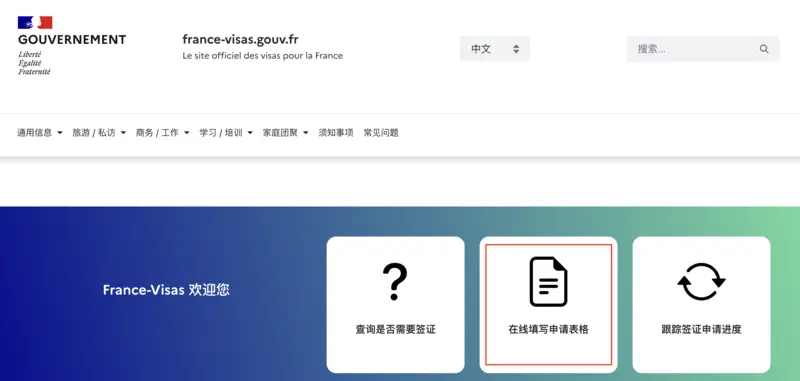 GOUVERNEMENT
Liberté
Égalité
Fraternité
france-visas.gouv.fr
Le site officiel des visas pour la France
中文
搜索...
通用信息 旅游 / 私访 商务 / 工作 学习 / 培训 家庭团聚 须知事项 常见问题
France-Visas 欢迎您
查询是否需要签证
在线填写申请表格
跟踪签证申请进度